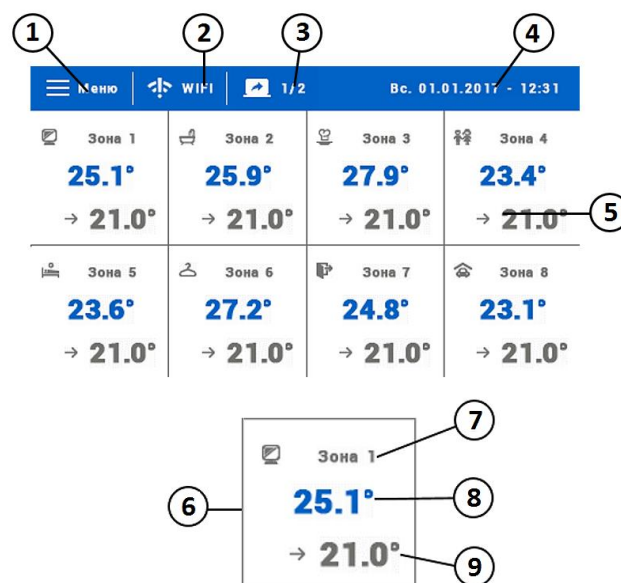 1 2 3 4
Меню WIFI 1/2 Вс. 01.01.2017 - 12:31
Зона 1 Зона 2 Зона 3 Зона 4
25.1° 25.9° 27.9° 23.4°
→ 21.0° → 21.0° → 21.0° → 21.0° 5
Зона 5 Зона 6 Зона 7 Зона 8
23.6° 27.2° 24.8° 23.1°
→ 21.0° → 21.0° → 21.0° → 21.0°
7
Зона 1
6 25.1° 8
→ 21.0° 9